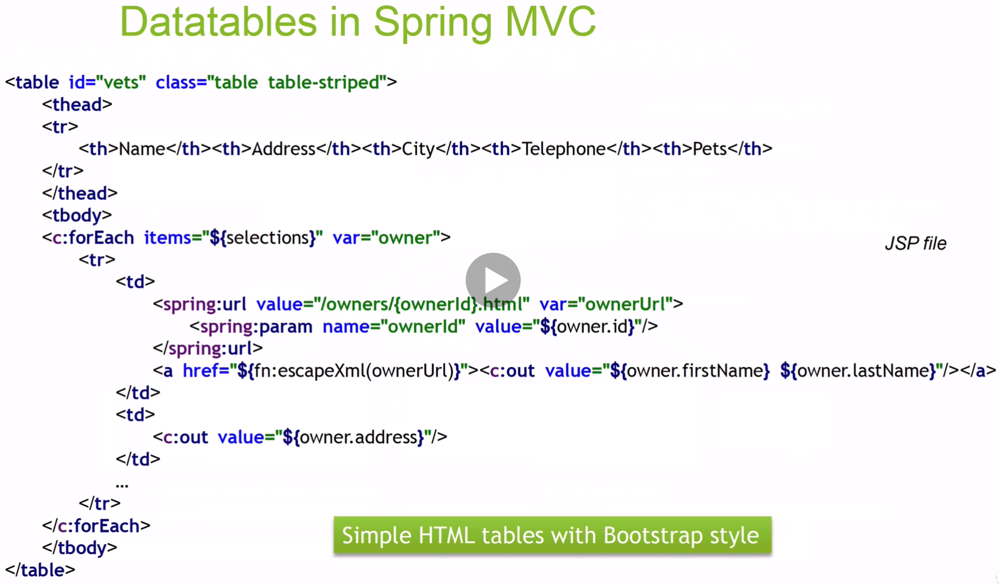 Datatables in Spring MVC
<table id="vets" class="table table-striped">
<thead>
<tr>
<th>Name</th><th>Address</th><th>City</th><th>Telephone</th><th>Pets</th>
</tr>
</thead>
<tbody>
<c:forEach items="${selections}" var="owner">
JSP file
<tr>
<td>
<spring:url value="/owners/{ownerId}.html" var="ownerUrl">
<spring:param name="ownerId" value="${owner.id}"/>
</spring:url>
<a href="${fn:escapeXml(ownerUrl)}"><c:out value="${owner.firstName} ${owner.lastName}"/></a>
</td>
<td>
<c:out value="${owner.address}"/>
</td>
...
</tr>
</c:forEach>
Simple HTML tables with Bootstrap style
</tbody>
</table>